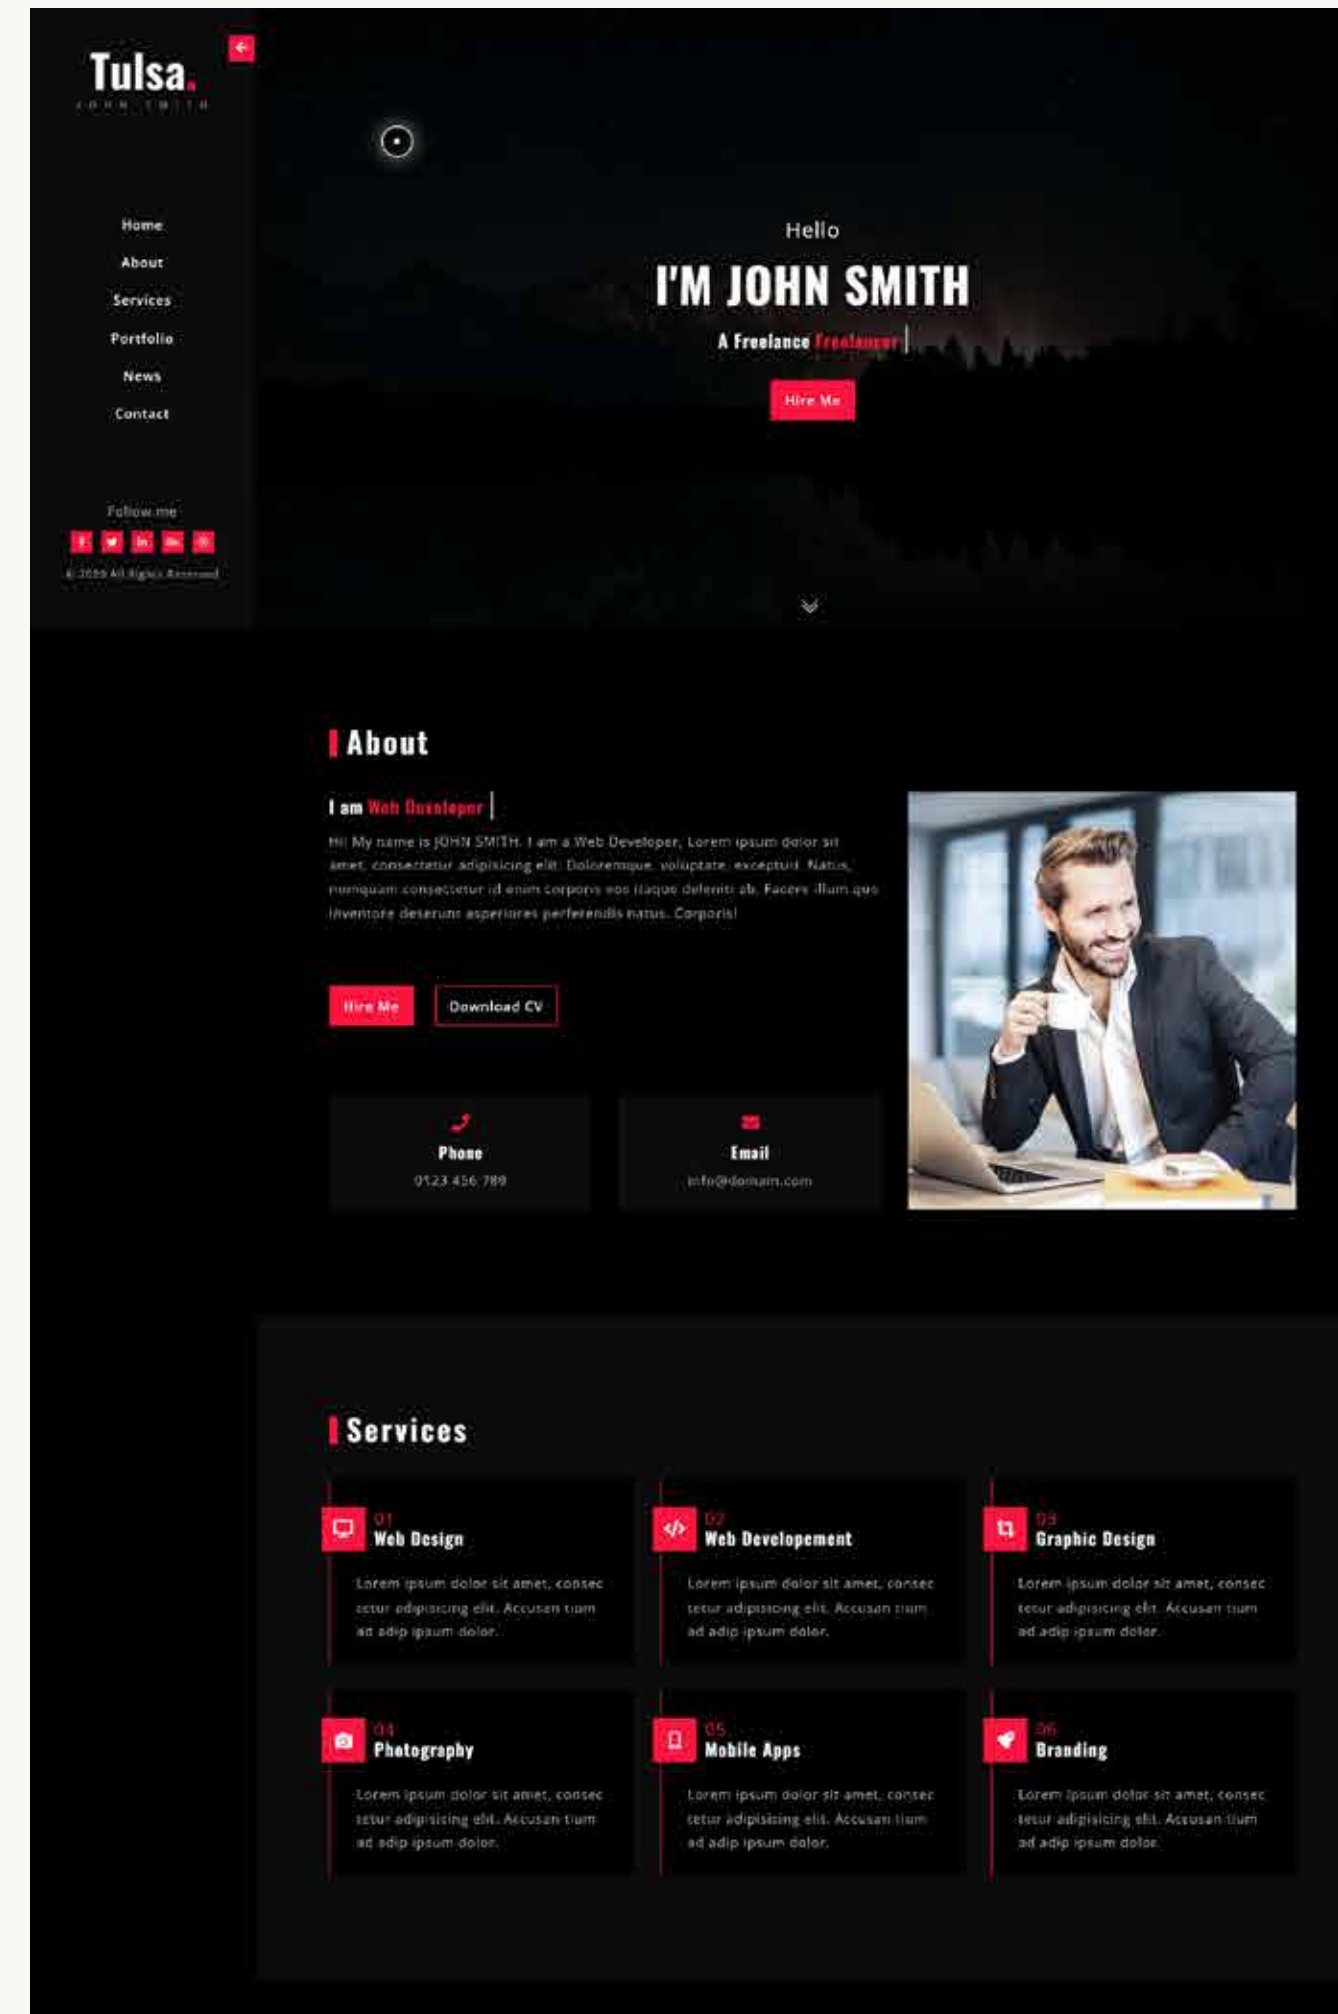 Tulsa.
JOHN SMITH
Home
About
Services
Portfolio
News
Contact
Follow me
All Rights Reserved
Hello
I'M JOHN SMITH
A Freelance Freelancer
Hire Me
About
I am Web Developer
Hi! My name is JOHN SMITH. I am a Web Developer, Lorem ipsum dolor sit
amet, consectetur adipisicing elit. Doloremque, voluptate, excepturi. Natus,
numquam consectetur id enim corporis eos itaque deleniti ab. Facere illum quo
inventore deserunt asperiores perferendis natus. Corporis!
Hire Me
Download CV
Phone
0123 456 789
Email
info@domain.com
Services
01
Web Design
Lorem ipsum dolor sit amet, consec
tetur adipisicing elit. Accusan tium
ad adip ipsum dolor.
02
Web Developement
Lorem ipsum dolor sit amet, consec
tetur adipisicing elit. Accusan tium
ad adip ipsum dolor.
03
Graphic Design
Lorem ipsum dolor sit amet, consec
tetur adipisicing elit. Accusan tium
ad adip ipsum dolor.
04
Photography
Lorem ipsum dolor sit amet, consec
tetur adipisicing elit. Accusan tium
ad adip ipsum dolor.
05
Mobile Apps
Lorem ipsum dolor sit amet, consec
tetur adipisicing elit. Accusan tium
ad adip ipsum dolor.
06
Branding
Lorem ipsum dolor sit amet, consec
tetur adipisicing elit. Accusan tium
ad adip ipsum dolor.